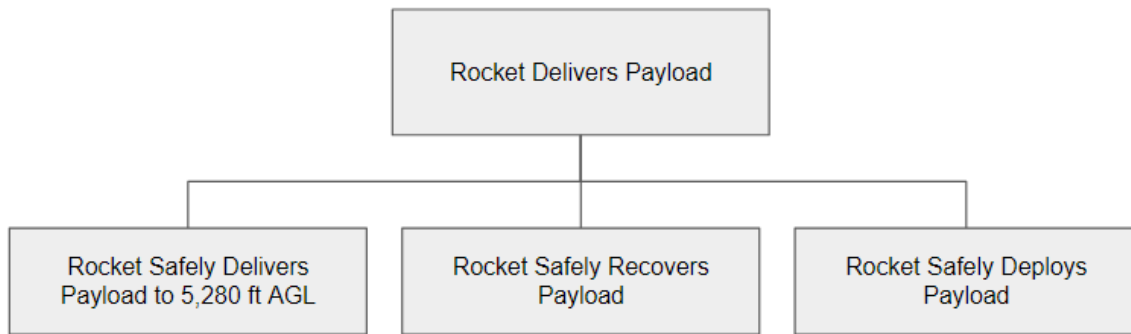 Rocket Delivers Payload
Rocket Safely Delivers
Payload to 5,280 ft AGL
Rocket Safely Recovers
Payload
Rocket Safely Deploys
Payload